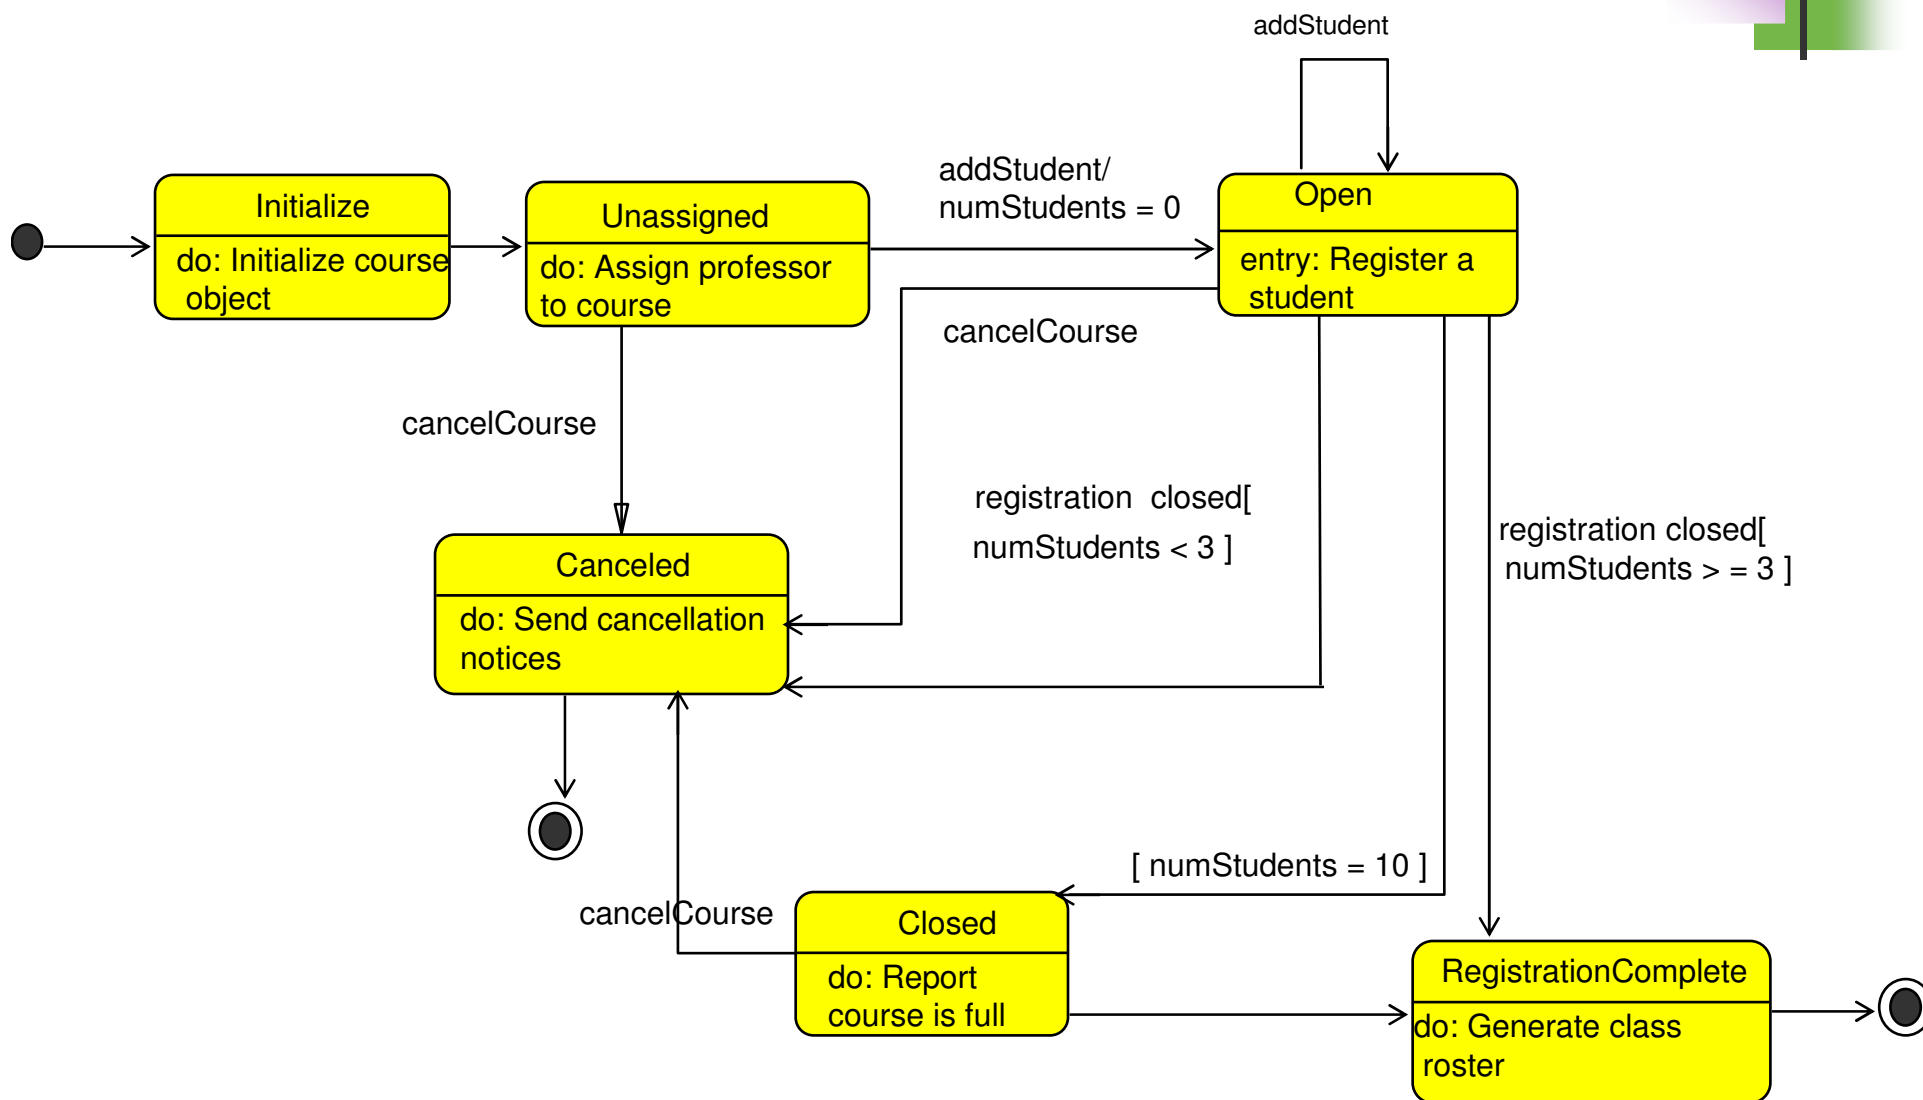 addStudent
addStudent/
numStudents = 0
Initialize
do: Initialize course
object
Unassigned
do: Assign professor
to course
Open
entry: Register a
student
cancelCourse
cancelCourse
registration closed[
numStudents < 3 ]
registration closed[
numStudents > = 3 ]
Canceled
do: Send cancellation
notices
[ numStudents = 10 ]
cancelCourse
Closed
do: Report
course is full
RegistrationComplete
do: Generate class
roster